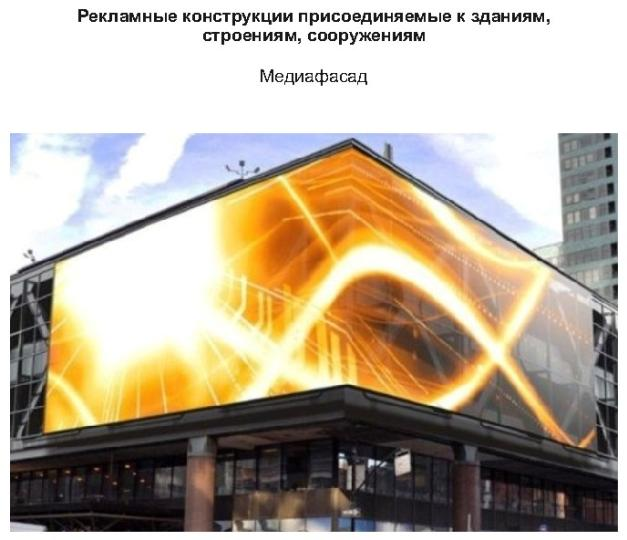 Рекламные конструкции присоединяемые к зданиям,
строениям, сооружениям
Медиафасад